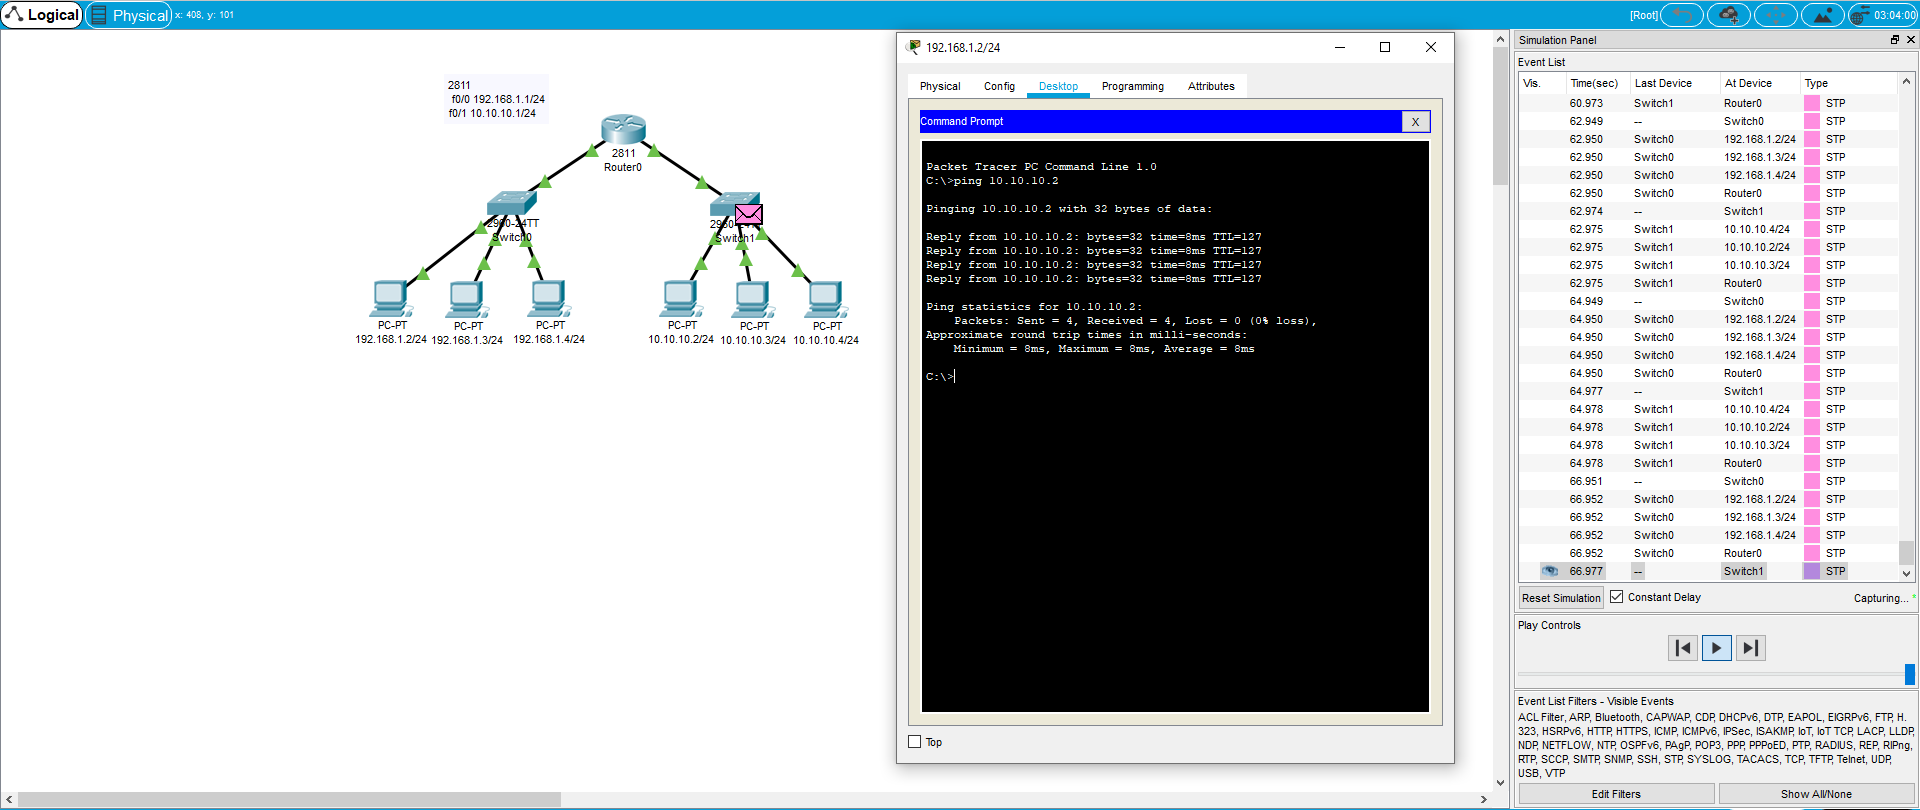 Logical
Physical
x: 408, y: 101
[Root]
03:04:00
2811
f0/0 192.168.1.1/24
f0/1 10.10.10.1/24
2811
Router0
2960-24TT
Switch0
Switch1
PC-PT
192.168.1.2/24
PC-PT
192.168.1.3/24
PC-PT
192.168.1.4/24
PC-PT
10.10.10.2/24
PC-PT
10.10.10.3/24
PC-PT
10.10.10.4/24
192.168.1.2/24
Physical Config Desktop Programming Attributes
Command Prompt
X
Packet Tracer PC Command Line 1.0
C:\>ping 10.10.10.2
Pinging 10.10.10.2 with 32 bytes of data:
Reply from 10.10.10.2: bytes=32 time=8ms TTL=127
Reply from 10.10.10.2: bytes=32 time=8ms TTL=127
Reply from 10.10.10.2: bytes=32 time=8ms TTL=127
Reply from 10.10.10.2: bytes=32 time=8ms TTL=127
Ping statistics for 10.10.10.2:
Packets: Sent = 4, Received = 4, Lost = 0 (0% loss),
Approximate round trip times in milli-seconds:
Minimum = 8ms, Maximum = 8ms, Average = 8ms
C:\>
Top
Simulation Panel
Event List
Vis. Time(sec) Last Device At Device Type
60.973 Switch1 Router0 STP
62.949 -- Switch0 STP
62.950 Switch0 192.168.1.2/24 STP
62.950 Switch0 192.168.1.3/24 STP
62.950 Switch0 192.168.1.4/24 STP
62.950 Switch0 Router0 STP
62.974 -- Switch1 STP
62.975 Switch1 10.10.10.4/24 STP
62.975 Switch1 10.10.10.2/24 STP
62.975 Switch1 10.10.10.3/24 STP
62.975 Switch1 Router0 STP
64.949 -- Switch0 STP
64.950 Switch0 192.168.1.2/24 STP
64.950 Switch0 192.168.1.3/24 STP
64.950 Switch0 192.168.1.4/24 STP
64.950 Switch0 Router0 STP
64.977 -- Switch1 STP
64.978 Switch1 10.10.10.4/24 STP
64.978 Switch1 10.10.10.2/24 STP
64.978 Switch1 10.10.10.3/24 STP
64.978 Switch1 Router0 STP
66.951 -- Switch0 STP
66.952 Switch0 192.168.1.2/24 STP
66.952 Switch0 192.168.1.3/24 STP
66.952 Switch0 192.168.1.4/24 STP
66.952 Switch0 Router0 STP
66.977 -- Switch1 STP
Reset Simulation
Constant Delay
Capturing... *
Play Controls
Event List Filters - Visible Events
ACL Filter, ARP, Bluetooth, CAPWAP, CDP, DHCPv6, DTP, EAPOL, EIGRPv6, FTP, H.
323, HSRPv6, HTTP, HTTPS, ICMP, ICMPv6, IPSec, ISAKMP, IoT, IoT TCP, LACP, LLDP,
NDP, NETFLOW, NTP, OSPFv6, PAgP, POP3, PPP, PPPoED, PTP, RADIUS, REP, RIPng,
RTP, SCCP, SMTP, SNMP, SSH, STP, SYSLOG, TACACS, TCP, TFTP, Telnet, UDP,
USB, VTP
Edit Filters
Show All/None